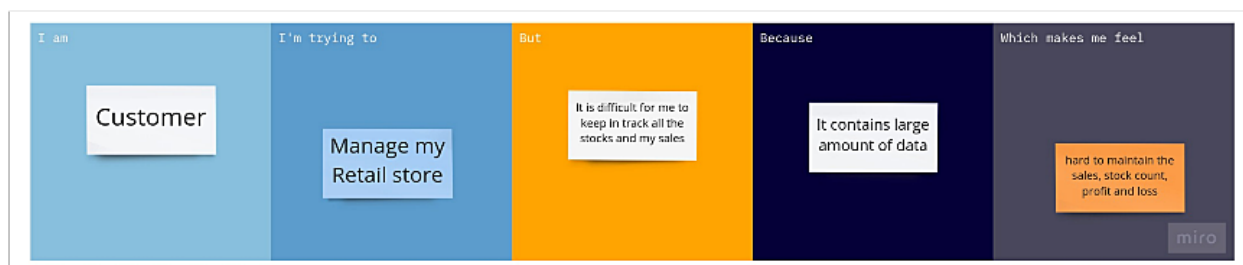 I am
Customer
I'm trying to
Manage my
Retail store
But
It is difficult for me to
keep in track all the
stocks and my sales
Because
It contains large
amount of data
Which makes me feel
hard to maintain the
sales, stock count,
profit and loss
miro